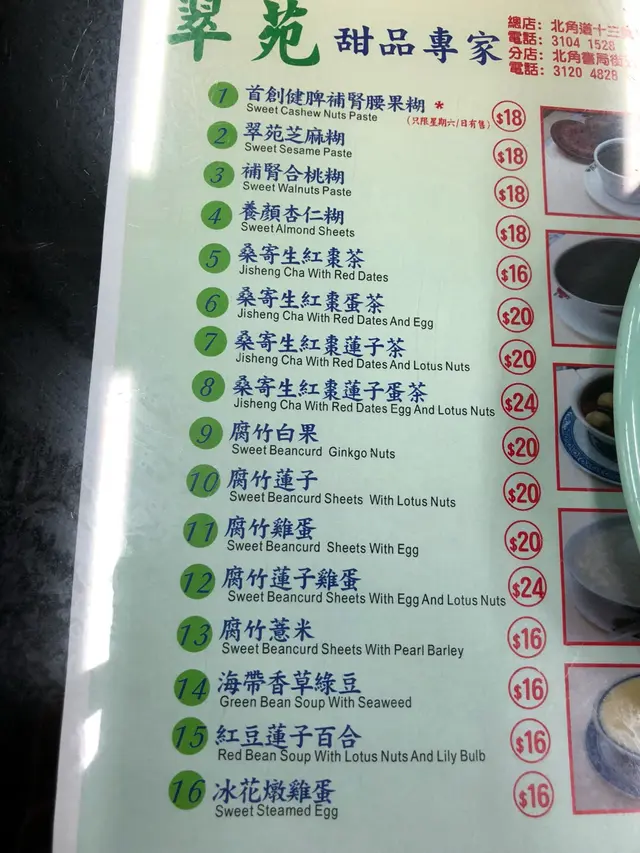 翠苑 甜品專家
總店: 北角道十三
電話: 3104 1528
分店: 北角書局街
電話: 3120 4828
1 首創健脾補腎腰果糊 * $18
Sweet Cashew Nuts Paste (只限星期六/日有售)
2 翠苑芝麻糊 $18
Sweet Sesame Paste
3 補腎合桃糊 $18
Sweet Walnuts Paste
4 養顏杏仁糊 $18
Sweet Almond Sheets
5 桑寄生紅棗茶 $16
Jisheng Cha With Red Dates
6 桑寄生紅棗蛋茶 $20
Jisheng Cha With Red Dates And Egg
7 桑寄生紅棗蓮子茶 $20
Jisheng Cha With Red Dates And Lotus Nuts
8 桑寄生紅棗蓮子蛋茶 $24
Jisheng Cha With Red Dates Egg And Lotus Nuts
9 腐竹白果 $20
Sweet Beancurd Ginkgo Nuts
10 腐竹蓮子 $20
Sweet Beancurd Sheets With Lotus Nuts
11 腐竹雞蛋 $20
Sweet Beancurd Sheets With Egg
12 腐竹蓮子雞蛋 $24
Sweet Beancurd Sheets With Egg And Lotus Nuts
13 腐竹薏米 $16
Sweet Beancurd Sheets With Pearl Barley
14 海帶香草綠豆 $16
Green Bean Soup With Seaweed
15 紅豆蓮子百合 $16
Red Bean Soup With Lotus Nuts And Lily Bulb
16 冰花燉雞蛋 $16
Sweet Steamed Egg